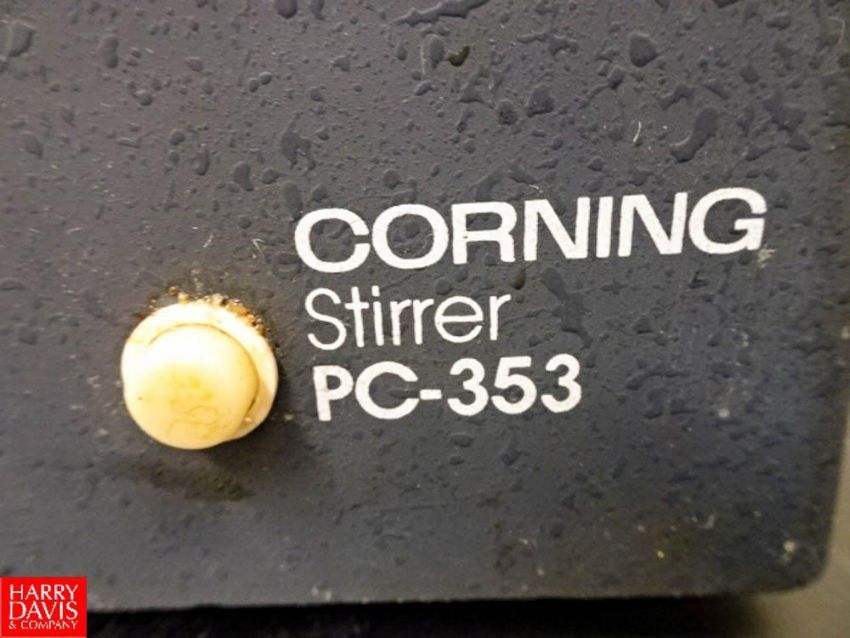 CORNING
Stirrer
PC-353
HARRY
DAVIS
& COMPANY